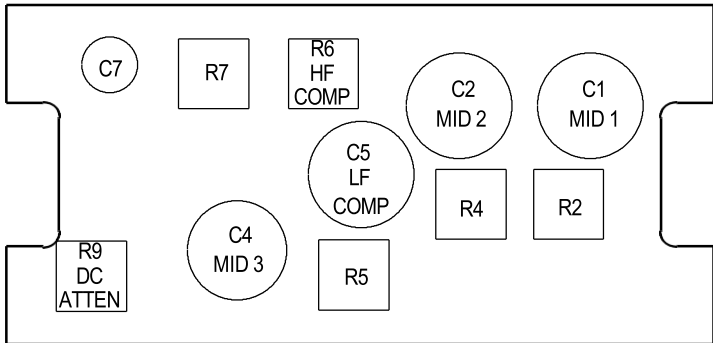 C7
R7
R6
HF
COMP
C2
MID 2
C1
MID 1
C5
LF
COMP
R4
R2
C4
MID 3
R9
DC
ATTEN
R5